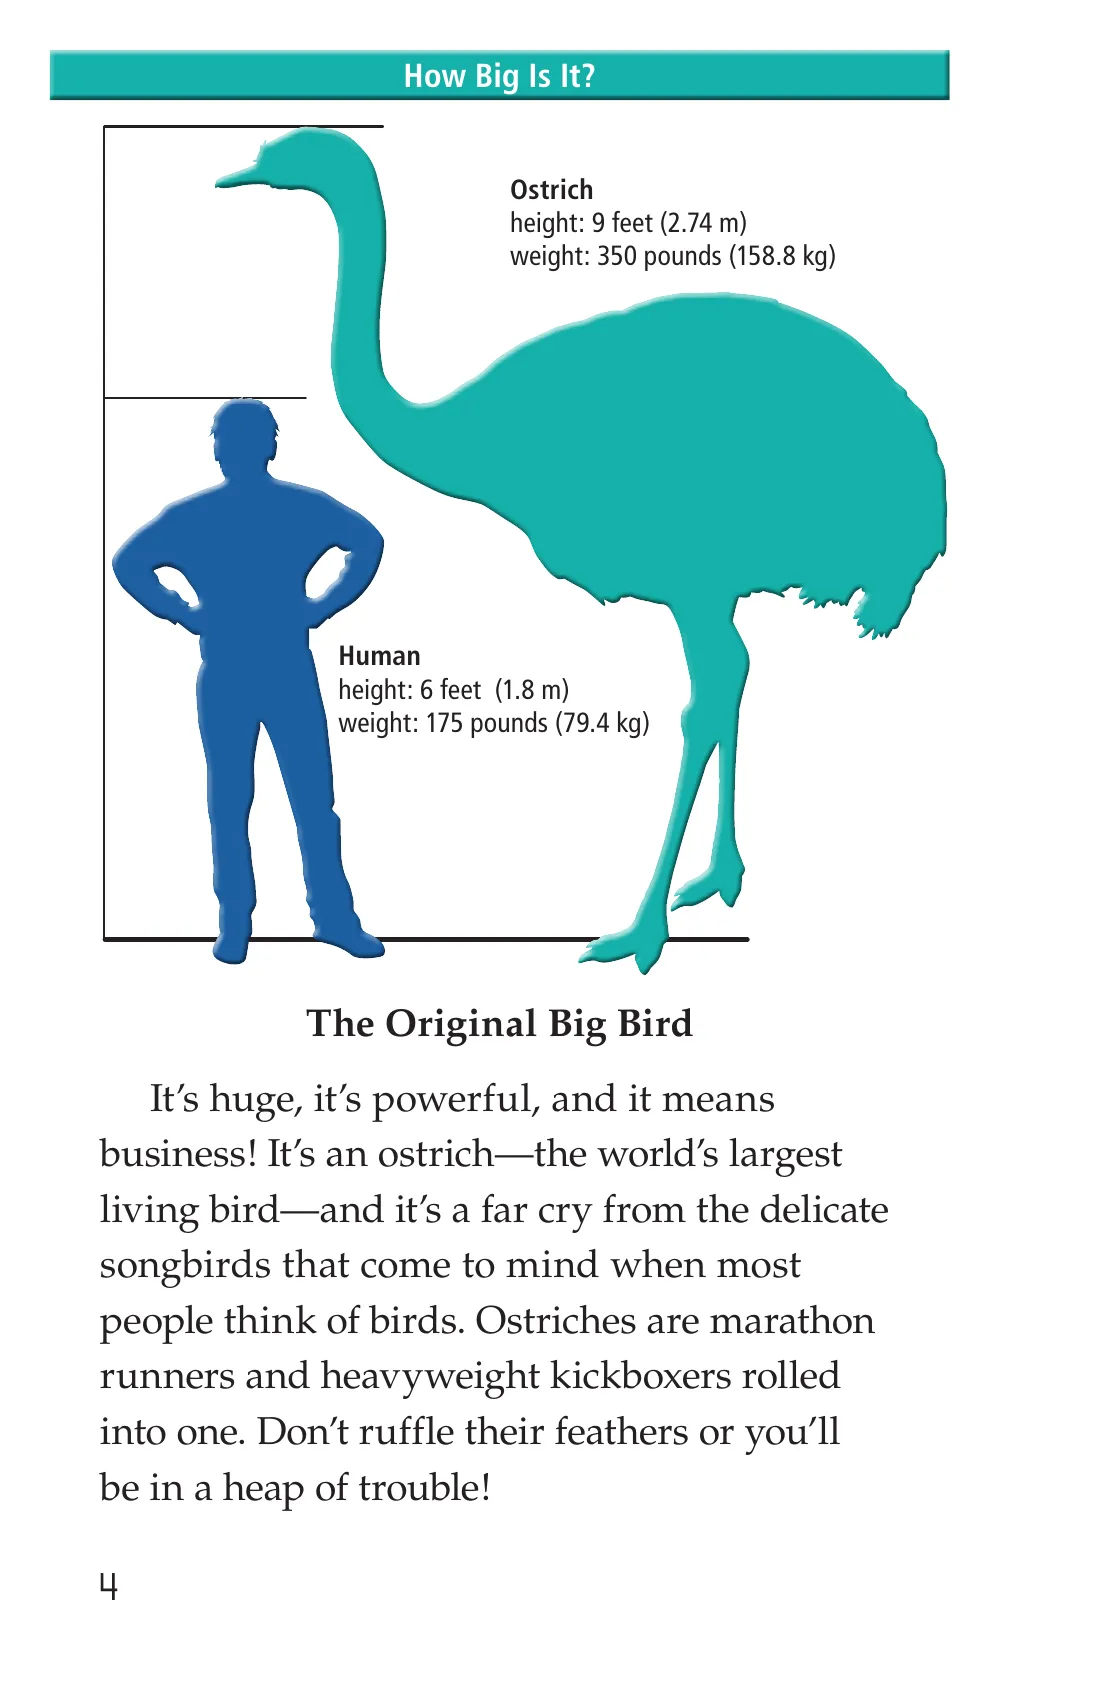 How Big Is It?
Ostrich
height: 9 feet (2.74 m)
weight: 350 pounds (158.8 kg)
Human
height: 6 feet  (1.8 m)
weight: 175 pounds (79.4 kg)
The Original Big Bird
It’s huge, it’s powerful, and it means
business! It’s an ostrich—the world’s largest
living bird—and it’s a far cry from the delicate
songbirds that come to mind when most
people think of birds. Ostriches are marathon
runners and heavyweight kickboxers rolled
into one. Don’t ruffle their feathers or you’ll
be in a heap of trouble!
4